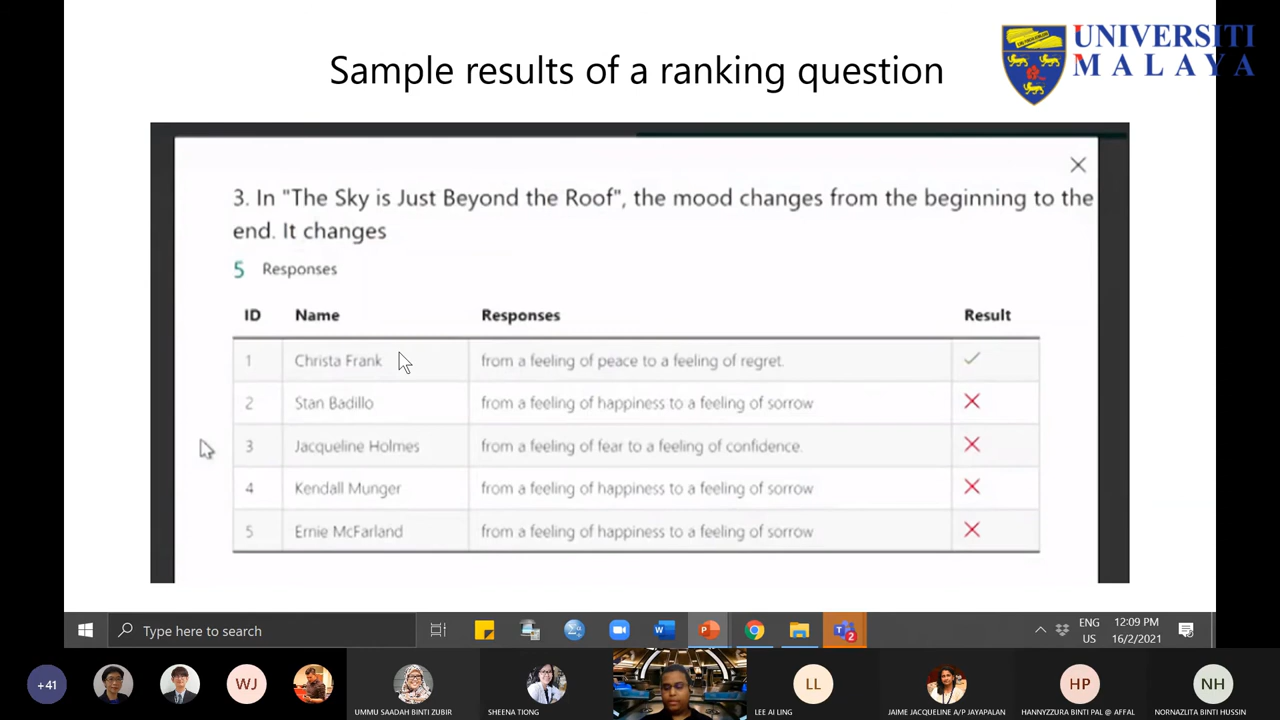 UNIVERSITI
MALAYA
Sample results of a ranking question
3. In "The Sky is Just Beyond the Roof", the mood changes from the beginning to the
end. It changes
5 Responses
ID Name Responses Result
1 Christa Frank from a feeling of peace to a feeling of regret.
2 Stan Badillo from a feeling of happiness to a feeling of sorrow
3 Jacqueline Holmes from a feeling of fear to a feeling of confidence.
4 Kendall Munger from a feeling of happiness to a feeling of sorrow
5 Ernie McFarland from a feeling of happiness to a feeling of sorrow
Type here to search
ENG
US
12:09 PM
16/2/2021
2
+41
WJ
LL
HP
NH
UMMU SAADAH BINTI ZUBIR
SHEENA TIONG
LEE AI LING
JAIME JACQUELINE A/P JAYAPALAN
HANNYZZURA BINTI PAL @ AFFAL
NORNAZLITA BINTI HUSSIN